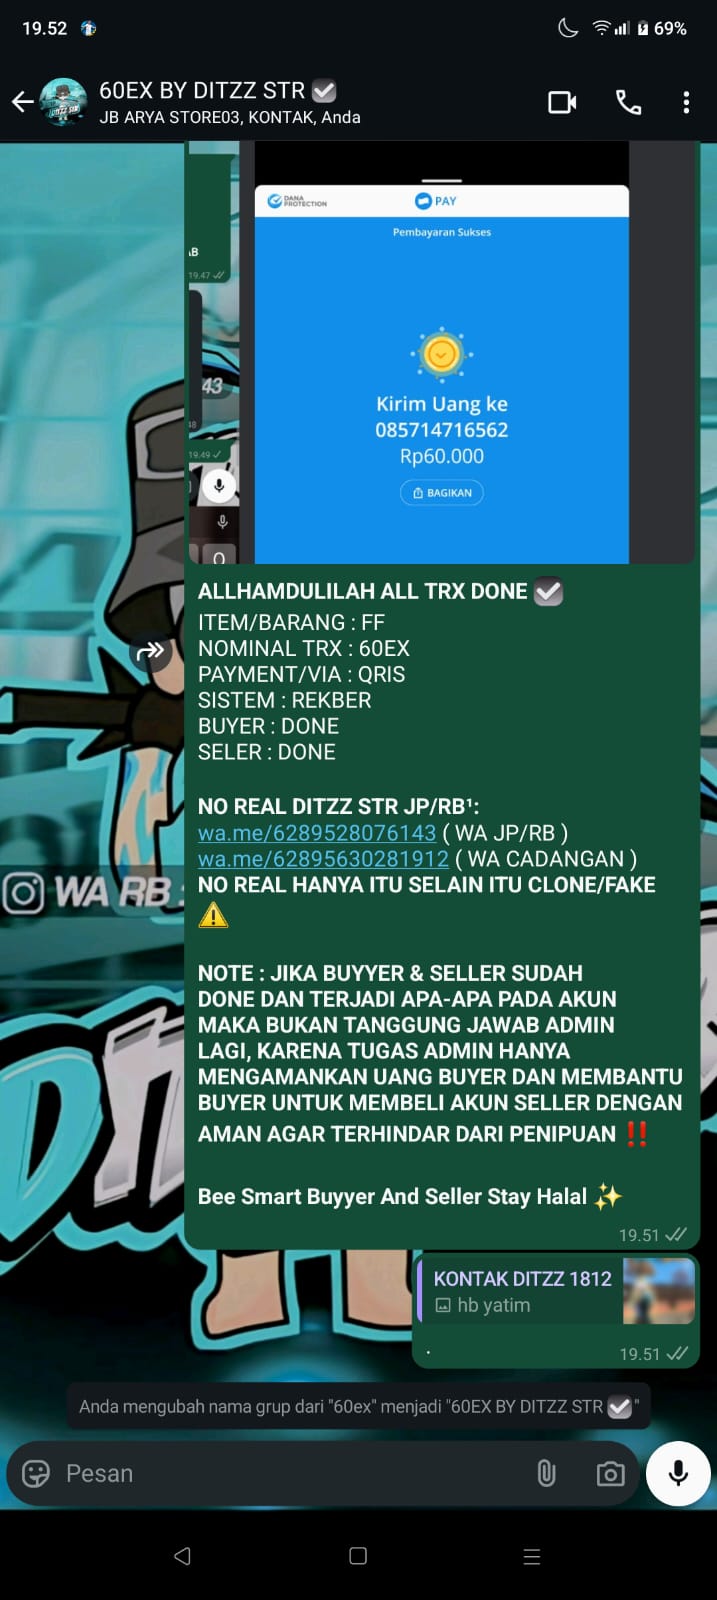 19.52
69%
60EX BY DITZZ STR ✅
JB ARYA STORE03, KONTAK, Anda
DANA
PROTECTION
PAY
Pembayaran Sukses
AB
19.47
43
19.49
Kirim Uang ke
085714716562
Rp60.000
BAGIKAN
ALLHAMDULILAH ALL TRX DONE ✅
ITEM/BARANG : FF
NOMINAL TRX : 60EX
PAYMENT/VIA : QRIS
SISTEM : REKBER
BUYER : DONE
SELER : DONE
NO REAL DITZZ STR JP/RB¹:
wa.me/6289528076143 ( WA JP/RB )
wa.me/62895630281912 ( WA CADANGAN )
NO REAL HANYA ITU SELAIN ITU CLONE/FAKE
⚠️
WA RB :
NOTE : JIKA BUYYER & SELLER SUDAH
DONE DAN TERJADI APA-APA PADA AKUN
MAKA BUKAN TANGGUNG JAWAB ADMIN
LAGI, KARENA TUGAS ADMIN HANYA
MENGAMANKAN UANG BUYER DAN MEMBANTU
BUYER UNTUK MEMBELI AKUN SELLER DENGAN
AMAN AGAR TERHINDAR DARI PENIPUAN ‼️
Bee Smart Buyyer And Seller Stay Halal ✨
19.51
KONTAK DITZZ 1812
hb yatim
.
19.51
Anda mengubah nama grup dari "60ex" menjadi "60EX BY DITZZ STR ✅"
Pesan